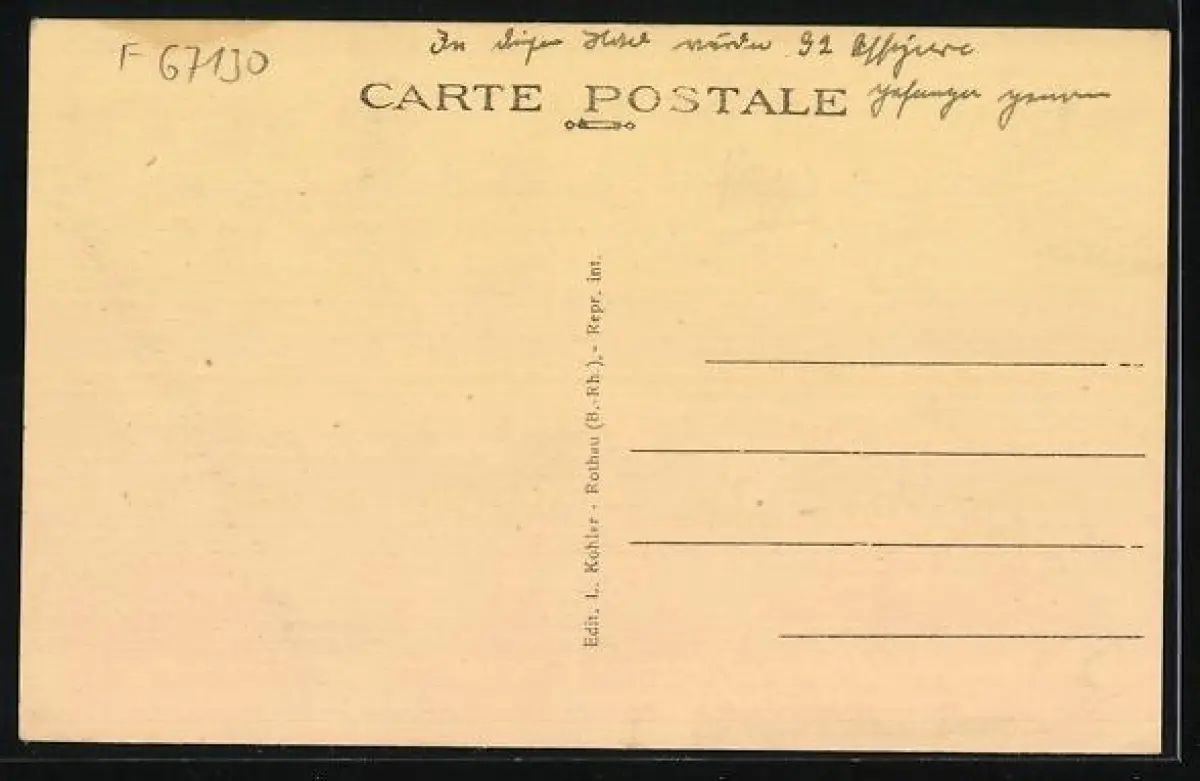 F 67130
In diesem Hotel wurden 92 Offiziere
CARTE POSTALE
gefangen genommen
Edit. L. Kohler - Rothau (B.-Rh.).- Repr. int.